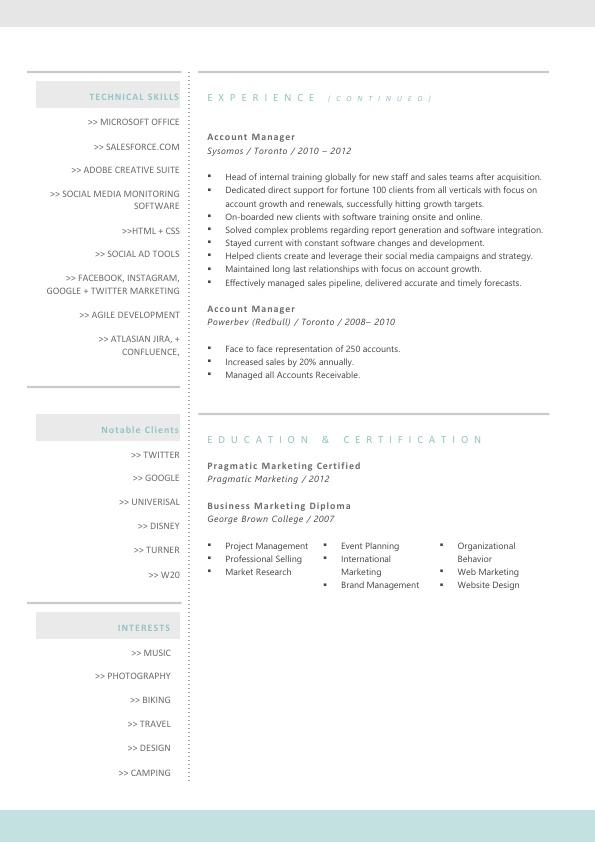 TECHNICAL SKILLS
>> MICROSOFT OFFICE
>> SALESFORCE.COM
>> ADOBE CREATIVE SUITE
>> SOCIAL MEDIA MONITORING
SOFTWARE
>>HTML + CSS
>> SOCIAL AD TOOLS
>> FACEBOOK, INSTAGRAM,
GOOGLE + TWITTER MARKETING
>> AGILE DEVELOPMENT
>> ATLASIAN JIRA, +
CONFLUENCE,
Notable Clients
>> TWITTER
>> GOOGLE
>> UNIVERISAL
>> DISNEY
>> TURNER
>> W20
INTERESTS
>> MUSIC
>> PHOTOGRAPHY
>> BIKING
>> TRAVEL
>> DESIGN
>> CAMPING
EXPERIENCE (CONTINUED)
Account Manager
Sysomos / Toronto / 2010 – 2012
▪ Head of internal training globally for new staff and sales teams after acquisition.
▪ Dedicated direct support for fortune 100 clients from all verticals with focus on
account growth and renewals, successfully hitting growth targets.
▪ On-boarded new clients with software training onsite and online.
▪ Solved complex problems regarding report generation and software integration.
▪ Stayed current with constant software changes and development.
▪ Helped clients create and leverage their social media campaigns and strategy.
▪ Maintained long last relationships with focus on account growth.
▪ Effectively managed sales pipeline, delivered accurate and timely forecasts.
Account Manager
Powerbev (Redbull) / Toronto / 2008– 2010
▪ Face to face representation of 250 accounts.
▪ Increased sales by 20% annually.
▪ Managed all Accounts Receivable.
EDUCATION & CERTIFICATION
Pragmatic Marketing Certified
Pragmatic Marketing / 2012
Business Marketing Diploma
George Brown College / 2007
▪ Project Management
▪ Professional Selling
▪ Market Research
▪ Event Planning
▪ International
Marketing
▪ Brand Management
▪ Organizational
Behavior
▪ Web Marketing
▪ Website Design